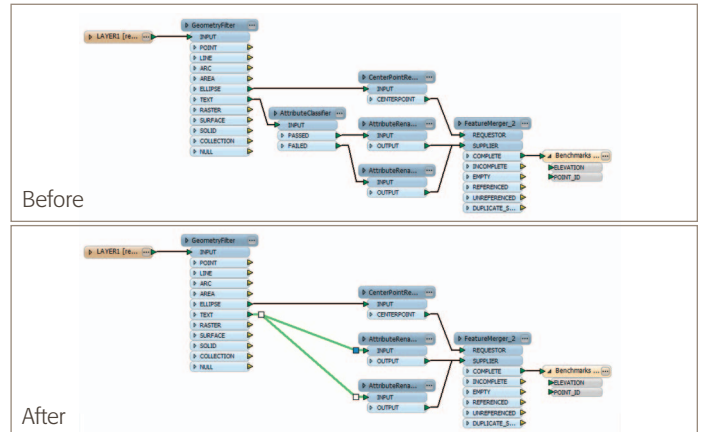 GeometryFilter
LAYER1 [re...
INPUT
POINT
LINE
ARC
AREA
ELLIPSE
TEXT
RASTER
SURFACE
SOLID
COLLECTION
NULL
AttributeClassifier
INPUT
PASSED
FAILED
CenterPointRe...
INPUT
CENTERPOINT
AttributeRena...
INPUT
OUTPUT
AttributeRena...
INPUT
OUTPUT
FeatureMerger_2
REQUESTOR
SUPPLIER
COMPLETE
INCOMPLETE
EMPTY
REFERENCED
UNREFERENCED
DUPLICATE_S...
Benchmarks ...
ELEVATION
POINT_ID
Before
GeometryFilter
LAYER1 [re...
INPUT
POINT
LINE
ARC
AREA
ELLIPSE
TEXT
RASTER
SURFACE
SOLID
COLLECTION
NULL
CenterPointRe...
INPUT
CENTERPOINT
AttributeRena...
INPUT
OUTPUT
AttributeRena...
INPUT
OUTPUT
FeatureMerger_2
REQUESTOR
SUPPLIER
COMPLETE
INCOMPLETE
EMPTY
REFERENCED
UNREFERENCED
DUPLICATE_S...
Benchmarks ...
ELEVATION
POINT_ID
After